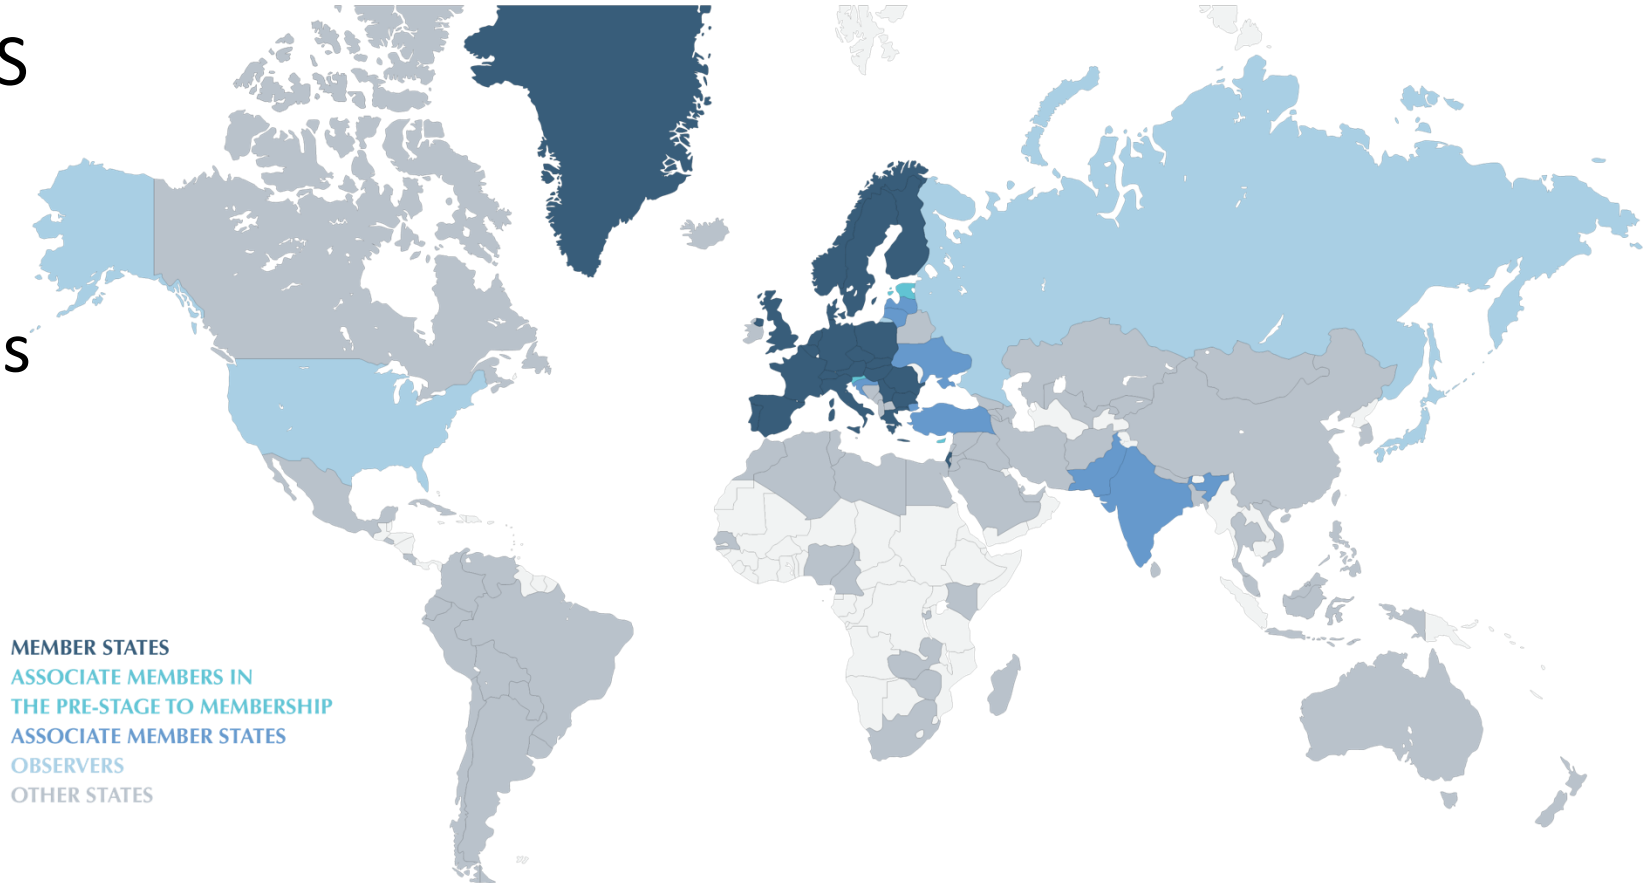 S
s
MEMBER STATES
ASSOCIATE MEMBERS IN
THE PRE-STAGE TO MEMBERSHIP
ASSOCIATE MEMBER STATES
OBSERVERS
OTHER STATES